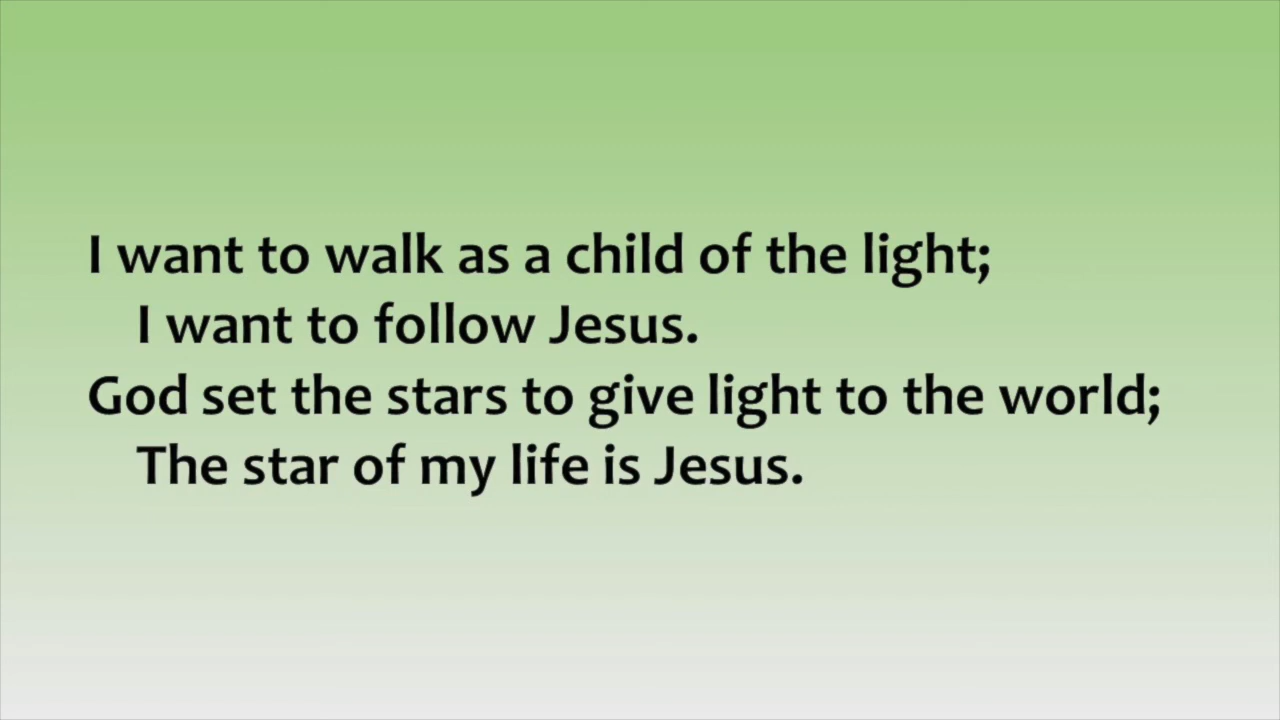 I want to walk as a child of the light;
I want to follow Jesus.
God set the stars to give light to the world;
The star of my life is Jesus.